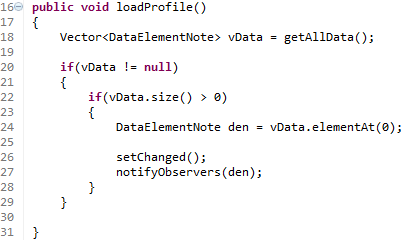 16 public void loadProfile()
17 {
18     Vector<DataElementNote> vData = getAllData();
19
20     if(vData != null)
21     {
22         if(vData.size() > 0)
23         {
24             DataElementNote den = vData.elementAt(0);
25
26             setChanged();
27             notifyObservers(den);
28         }
29     }
30
31 }